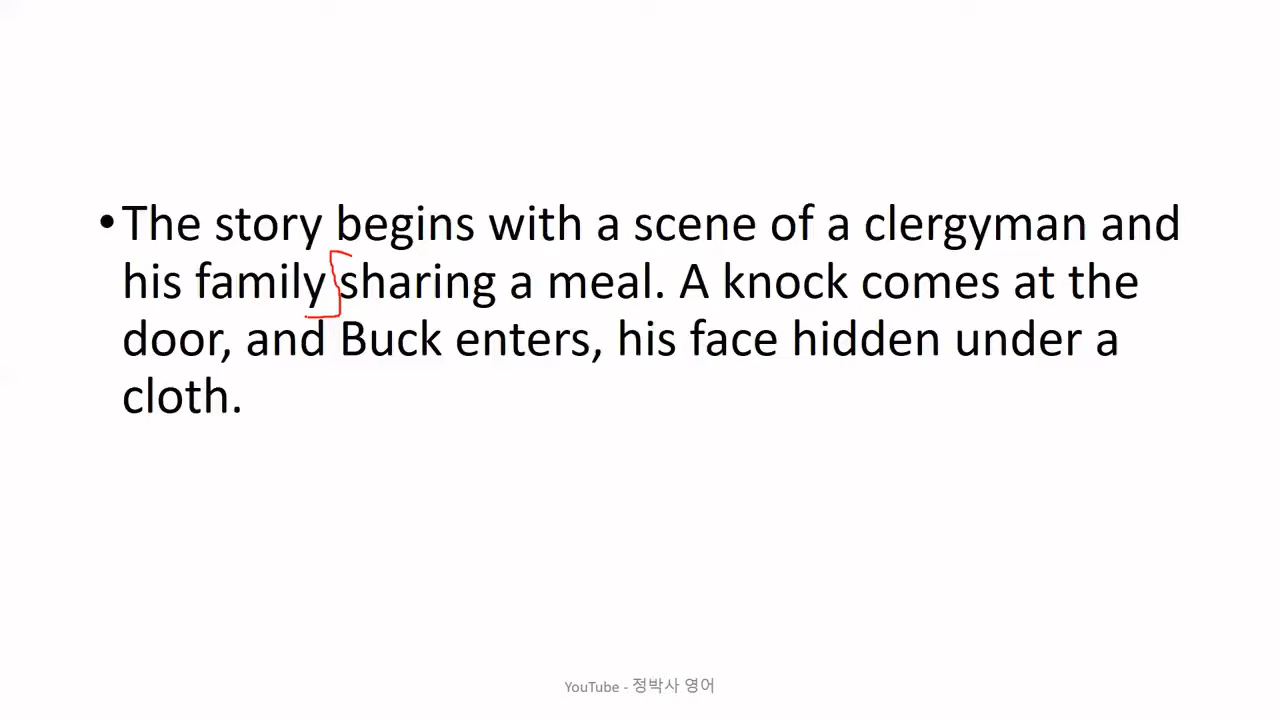 •The story begins with a scene of a clergyman and
his family sharing a meal. A knock comes at the
door, and Buck enters, his face hidden under a
cloth.
YouTube - 정박사 영어